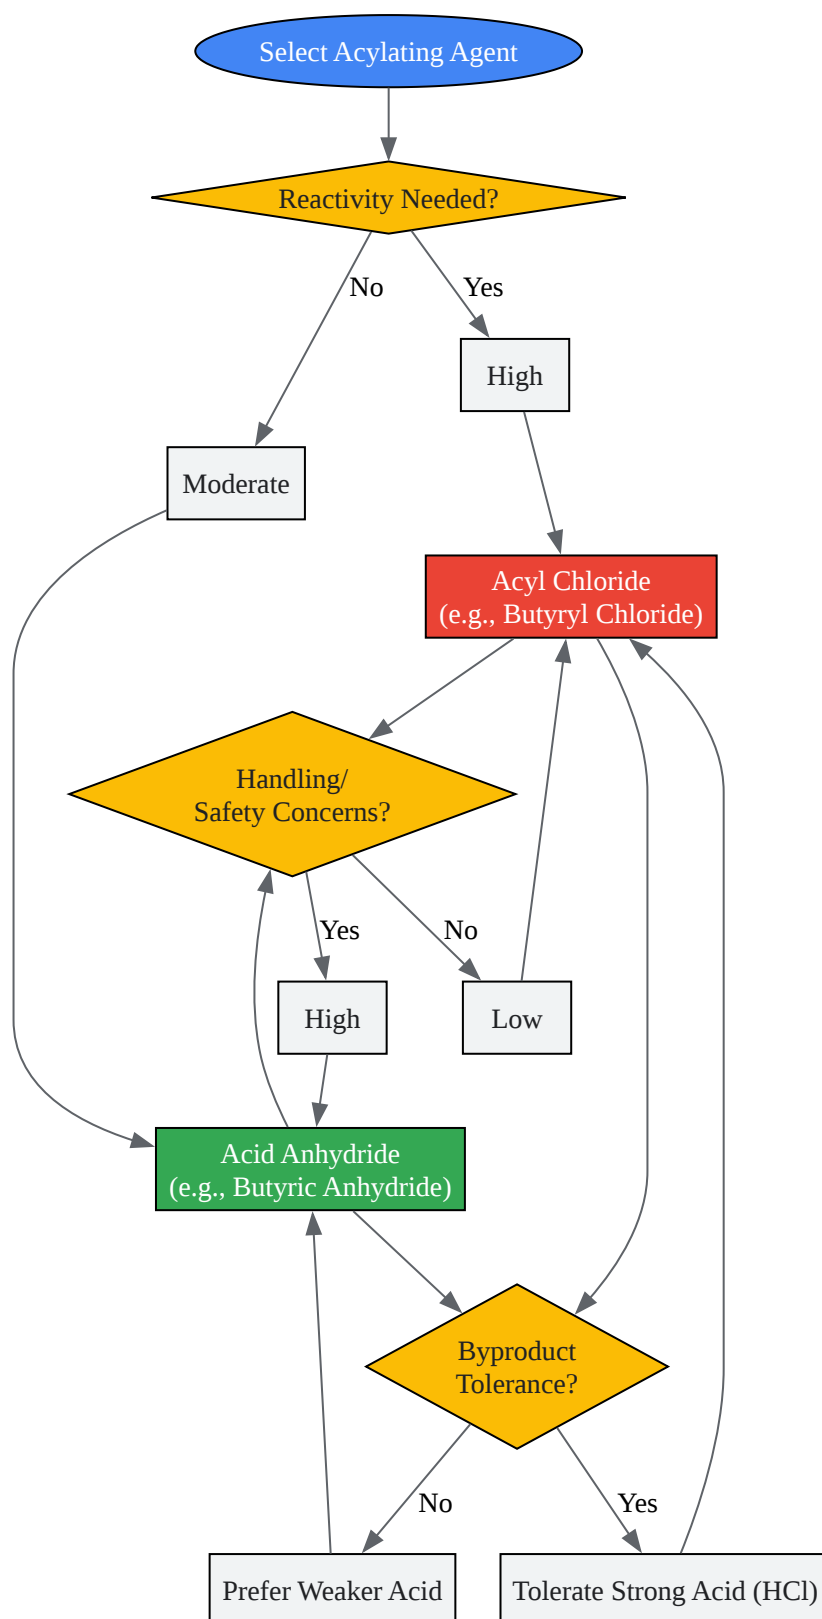 Select Acylating Agent
Reactivity Needed?
No
Yes
High
Moderate
Acyl Chloride
(e.g., Butyryl Chloride)
Handling/
Safety Concerns?
Yes
No
High
Low
Acid Anhydride
(e.g., Butyric Anhydride)
Byproduct
Tolerance?
No
Yes
Prefer Weaker Acid
Tolerate Strong Acid (HCl)